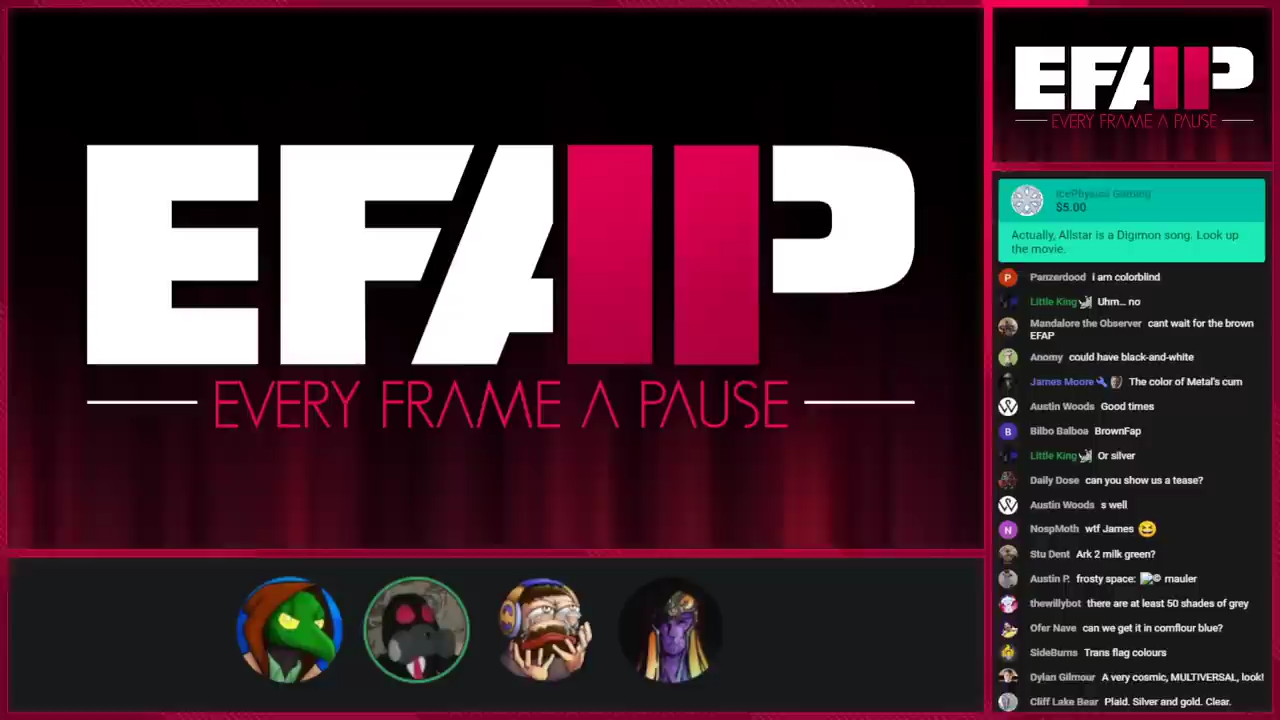 EFAP
EVERY FRAME A PAUSE
EFAP
EVERY FRAME A PAUSE
IcePhysics Gaming
$5.00
Actually, Allstar is a Digimon song. Look up
the movie.
P Panzerdood i am colorblind
Little King Uhm... no
Mandalore the Observer cant wait for the brown
EFAP
Anomy could have black-and-white
James Moore The color of Metal's cum
Austin Woods Good times
B Bilbo Balboa BrownFap
Little King Or silver
Daily Dose can you show us a tease?
Austin Woods s well
N NospMoth wtf James 😆
Stu Dent Ark 2 milk green?
Austin P. frosty space: mauler
thewillybot there are at least 50 shades of grey
Ofer Nave can we get it in cornflour blue?
SideBurns Trans flag colours
Dylan Gilmour A very cosmic, MULTIVERSAL, look!
Cliff Lake Bear Plaid. Silver and gold. Clear.